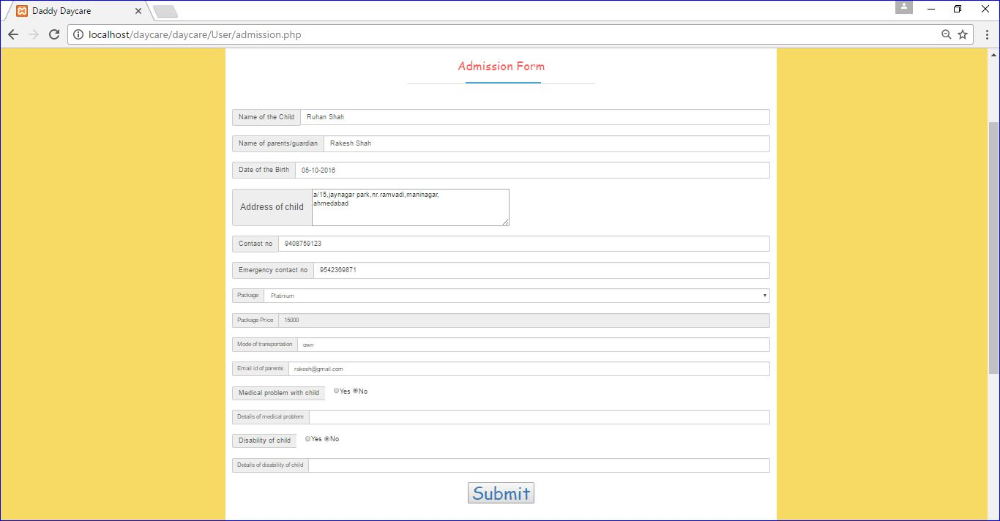 Daddy Daycare
localhost/daycare/daycare/User/admission.php
Admission Form
Name of the Child Ruhan Shah
Name of parents/guardian Rakesh Shah
Date of the Birth 05-10-2016
Address of child a/15,jaynagar park,nr.ramvadi,maninagar,
ahmedabad
Contact no 9408759123
Emergency contact no 9542369871
Package Platinium
Package Price 15000
Mode of transportation own
Email id of parents rakesh@gmail.com
Medical problem with child Yes No
Details of medical problem
Disability of child Yes No
Details of disability of child
Submit